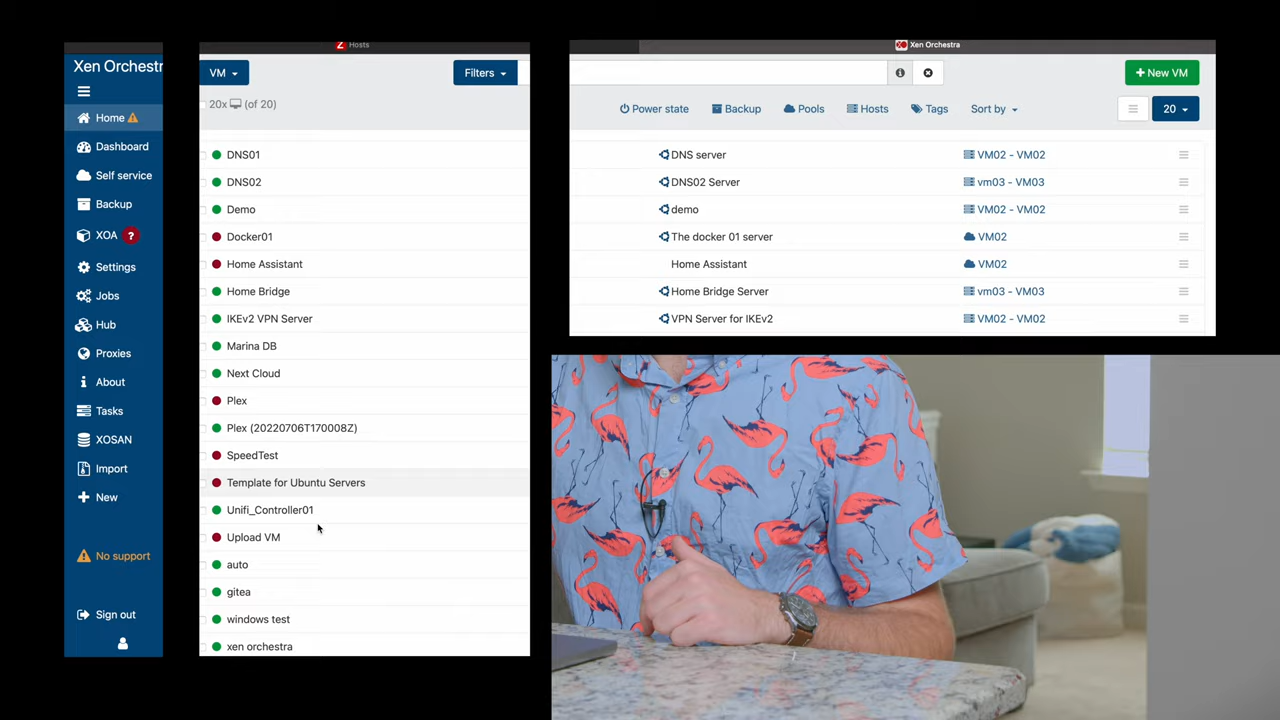 Xen Orchestr
Home
Dashboard
Self service
Backup
XOA ?
Settings
Jobs
Hub
Proxies
About
Tasks
XOSAN
Import
New
No support
Sign out
Hosts
VM
Filters
20x (of 20)
DNS01
DNS02
Demo
Docker01
Home Assistant
Home Bridge
IKEv2 VPN Server
Marina DB
Next Cloud
Plex
Plex (20220706T170008Z)
SpeedTest
Template for Ubuntu Servers
Unifi_Controller01
Upload VM
auto
gitea
windows test
xen orchestra
Xen Orchestra
+ New VM
Power state Backup Pools Hosts Tags Sort by 20
DNS server VM02 - VM02
DNS02 Server vm03 - VM03
demo VM02 - VM02
The docker 01 server VM02
Home Assistant VM02
Home Bridge Server vm03 - VM03
VPN Server for IKEv2 VM02 - VM02